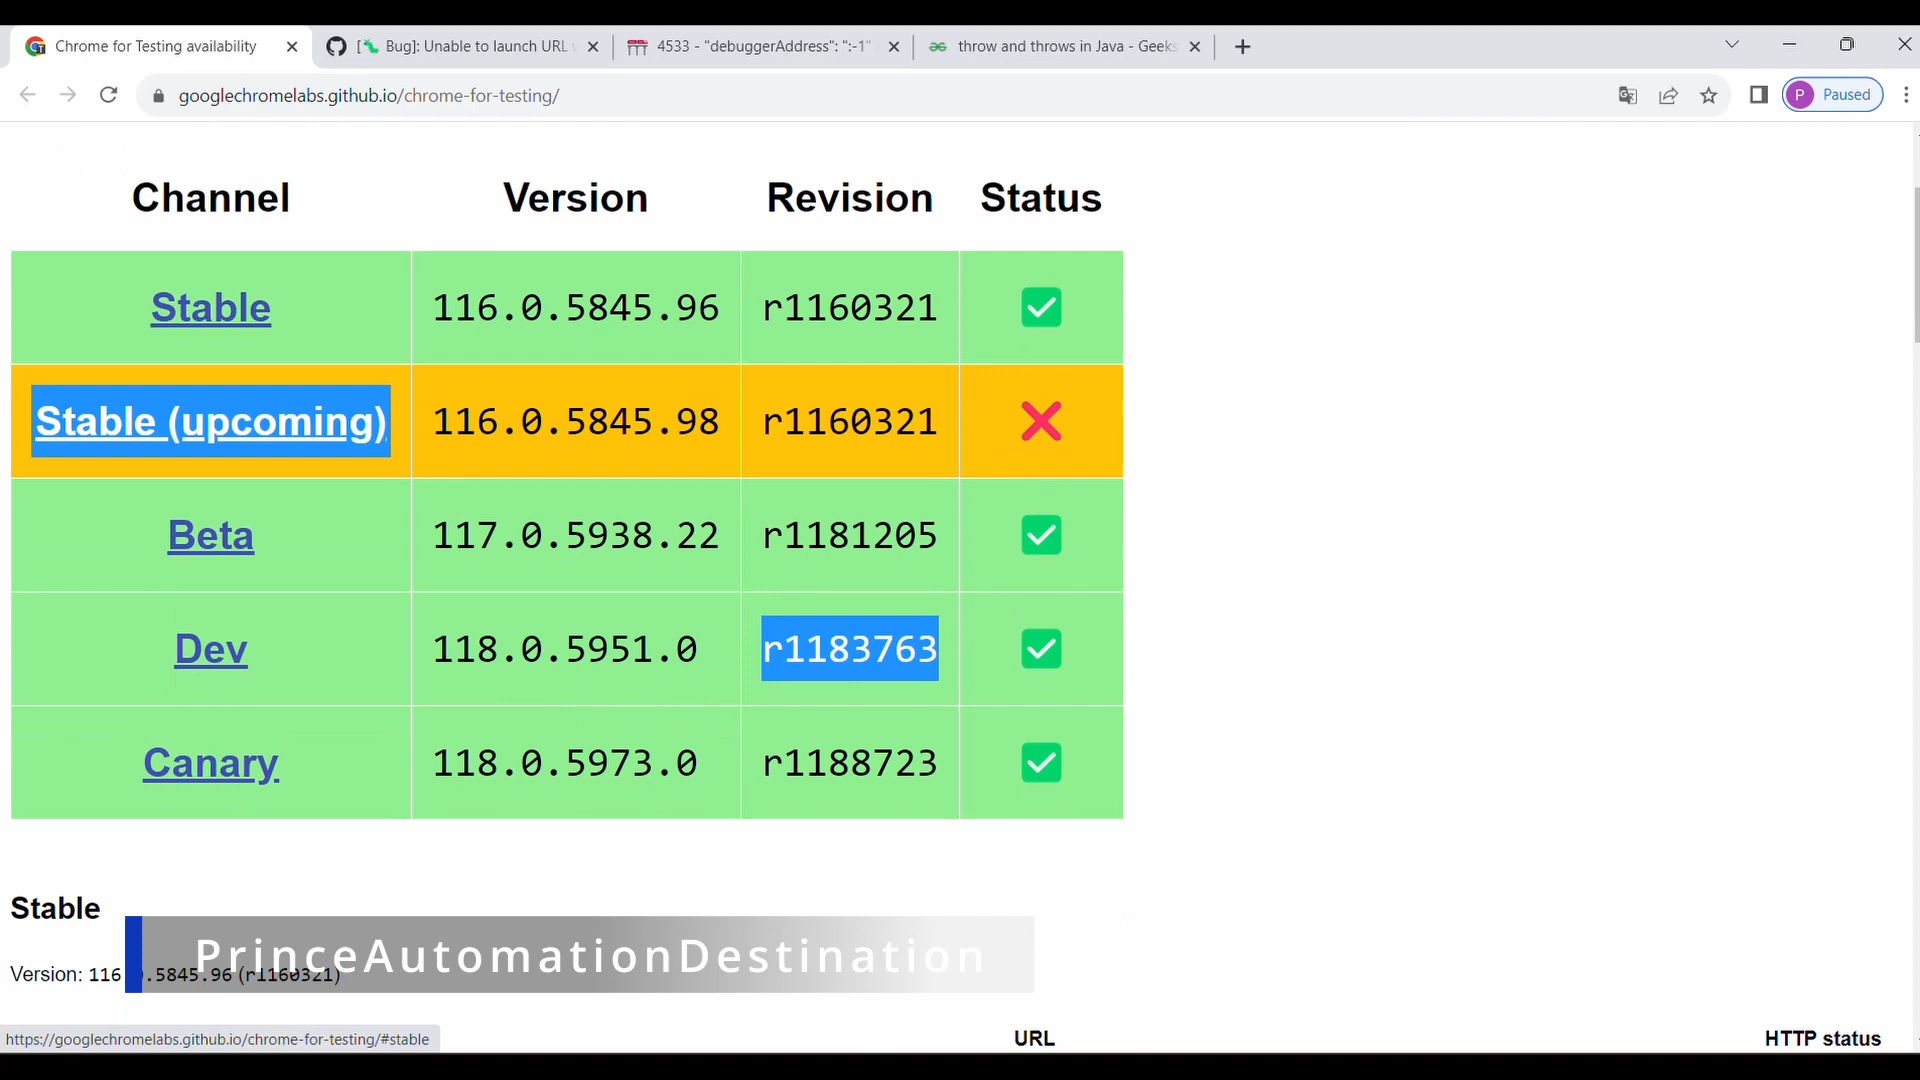 Chrome for Testing availability
[ Bug]: Unable to launch URL
4533 - "debuggerAddress": ":-1"
throw and throws in Java - Geeks
googlechromelabs.github.io/chrome-for-testing/
P Paused
Channel Version Revision Status
Stable 116.0.5845.96 r1160321
Stable (upcoming) 116.0.5845.98 r1160321
Beta 117.0.5938.22 r1181205
Dev 118.0.5951.0 r1183763
Canary 118.0.5973.0 r1188723
Stable
PrinceAutomationDestination
Version: 116 .5845.96 (r1160321)
URL HTTP status
https://googlechromelabs.github.io/chrome-for-testing/#stable